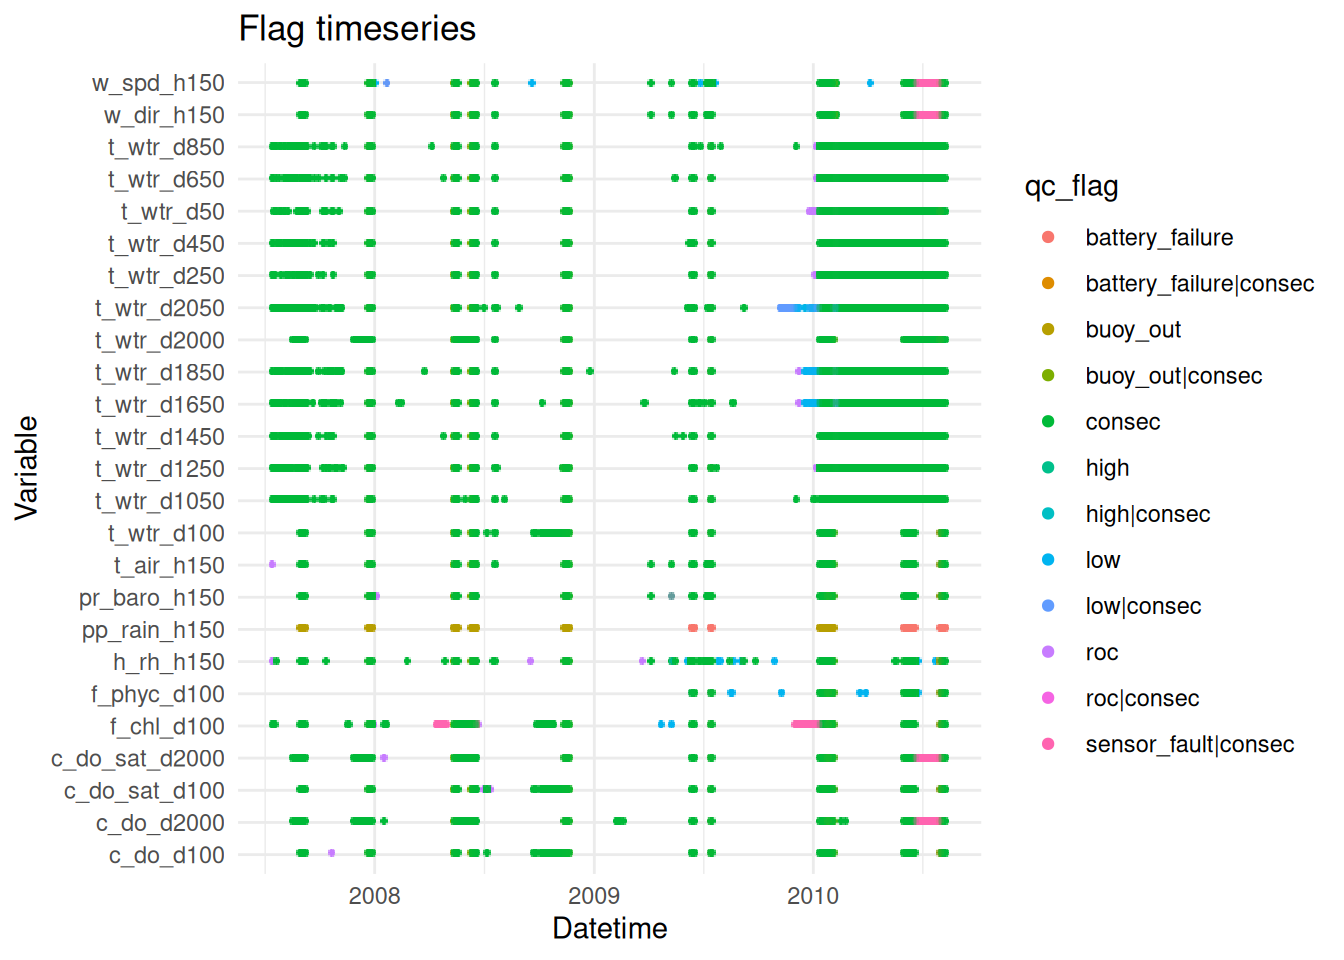 Flag timeseries
w_spd_h150
w_dir_h150
t_wtr_d850
t_wtr_d650
t_wtr_d50
t_wtr_d450
t_wtr_d250
t_wtr_d2050
t_wtr_d2000
t_wtr_d1850
t_wtr_d1650
t_wtr_d1450
t_wtr_d1250
t_wtr_d1050
t_wtr_d100
t_air_h150
pr_baro_h150
pp_rain_h150
h_rh_h150
f_phyc_d100
f_chl_d100
c_do_sat_d2000
c_do_sat_d100
c_do_d2000
c_do_d100
Variable
2008 2009 2010
Datetime
qc_flag
battery_failure
battery_failure|consec
buoy_out
buoy_out|consec
consec
high
high|consec
low
low|consec
roc
roc|consec
sensor_fault|consec